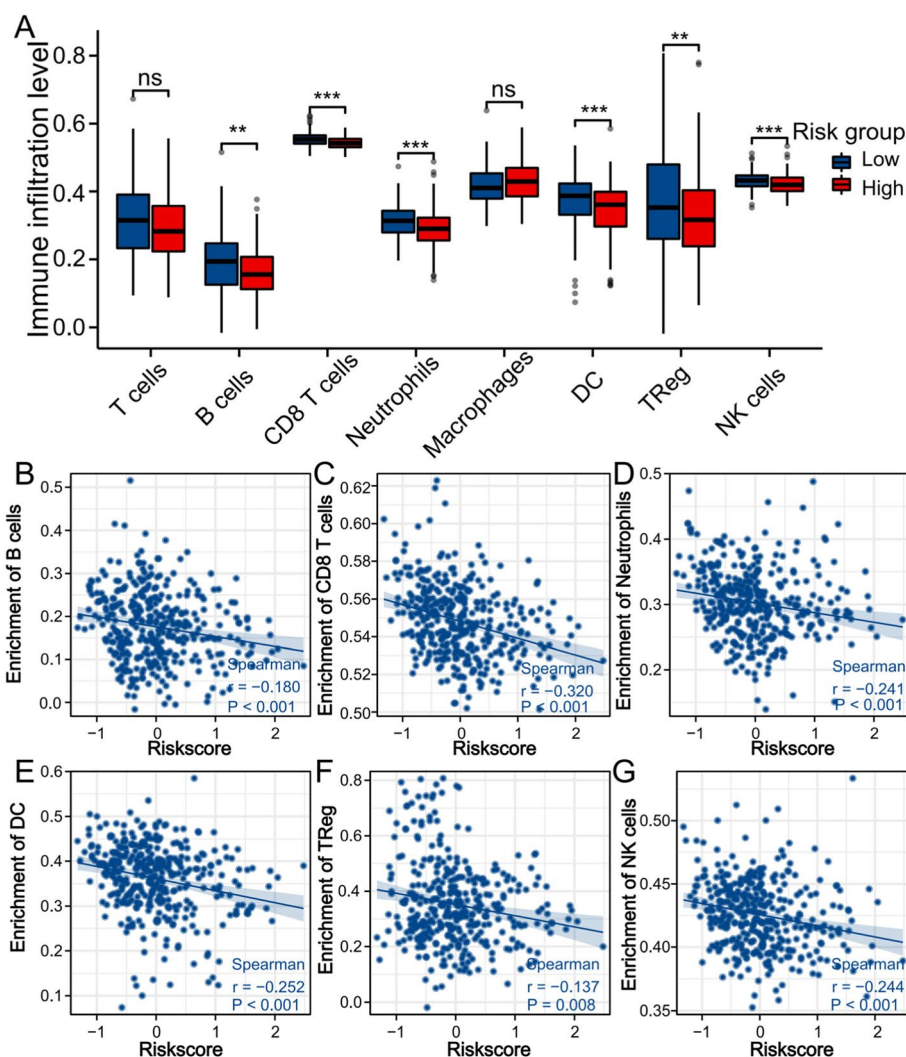 A
Immune infiltration level
0.8
0.6
0.4
0.2
0.0
ns
**
***
***
ns
***
**
***
Risk group
Low
High
T cells
B cells
CD8 T cells
Neutrophils
Macrophages
DC
TReg
NK cells
B
Enrichment of B cells
0.5
0.4
0.3
0.2
0.1
0.0
Spearman
r = −0.180
P < 0.001
−1 0 1 2
Riskscore
C
Enrichment of CD8 T cells
0.62
0.60
0.58
0.56
0.54
0.52
0.50
Spearman
r = −0.320
P < 0.001
−1 0 1 2
Riskscore
D
Enrichment of Neutrophils
0.5
0.4
0.3
0.2
Spearman
r = −0.241
P < 0.001
−1 0 1 2
Riskscore
E
Enrichment of DC
0.6
0.5
0.4
0.3
0.2
0.1
Spearman
r = −0.252
P < 0.001
−1 0 1 2
Riskscore
F
Enrichment of TReg
0.8
0.6
0.4
0.2
0.0
Spearman
r = −0.137
P = 0.008
−1 0 1 2
Riskscore
G
Enrichment of NK cells
0.50
0.45
0.40
0.35
Spearman
r = −0.244
P < 0.001
−1 0 1 2
Riskscore